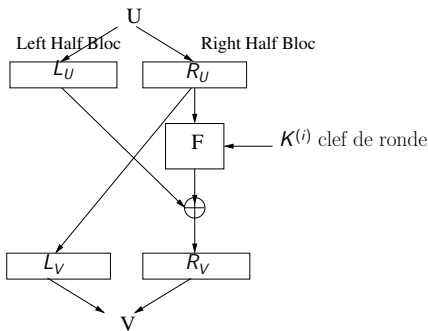 U
Left Half Bloc Right Half Bloc
L_U R_U
F K^{(i)} clef de ronde
L_V R_V
V